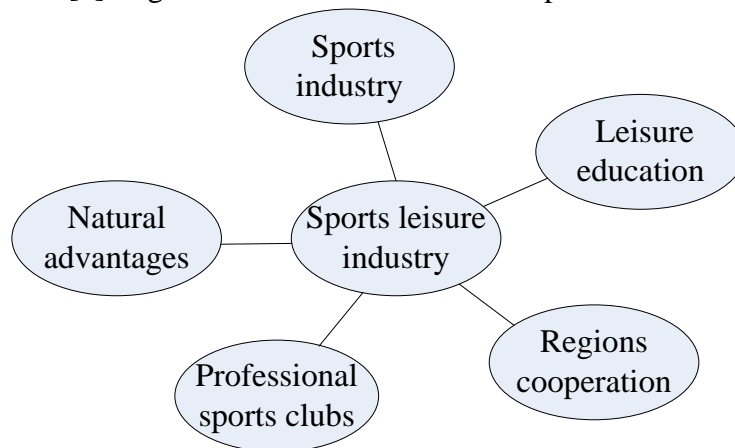 Sports
industry
Leisure
education
Natural
advantages
Sports leisure
industry
Regions
cooperation
Professional
sports clubs